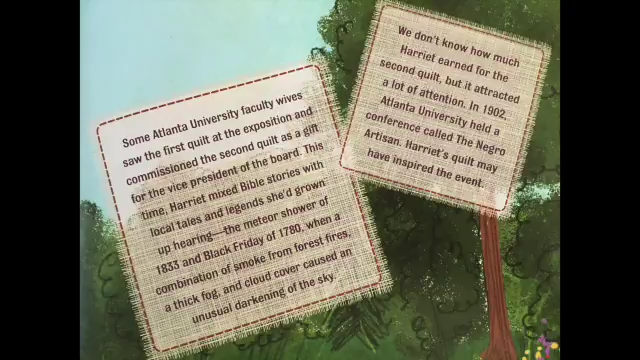 Some Atlanta University faculty wives
saw the first quilt at the exposition and
commissioned the second quilt as a gift
for the vice president of the board. This
time, Harriet mixed Bible stories with
local tales and legends she'd grown
up hearing—the meteor shower of
1833 and Black Friday of 1780, when a
combination of smoke from forest fires,
a thick fog, and cloud cover caused an
unusual darkening of the sky.
We don't know how much
Harriet earned for the
second quilt, but it attracted
a lot of attention. In 1902,
Atlanta University held a
conference called The Negro
Artisan. Harriet's quilt may
have inspired the event.